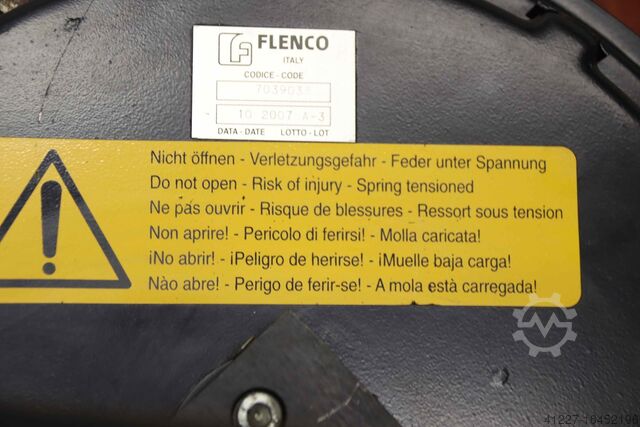 FLENCO
ITALY
CODICE - CODE
7039033
10 2007 A-3
DATA - DATE LOTTO - LOT
Nicht öffnen - Verletzungsgefahr - Feder unter Spannung
Do not open - Risk of injury - Spring tensioned
Ne pas ouvrir - Risque de blessures - Ressort sous tension
Non aprire! - Pericolo di ferirsi! - Molla caricata!
¡No abrir! - ¡Peligro de herirse! - ¡Muelle baja carga!
Nào abre! - Perigo de ferir-se! - A mola està carregada!